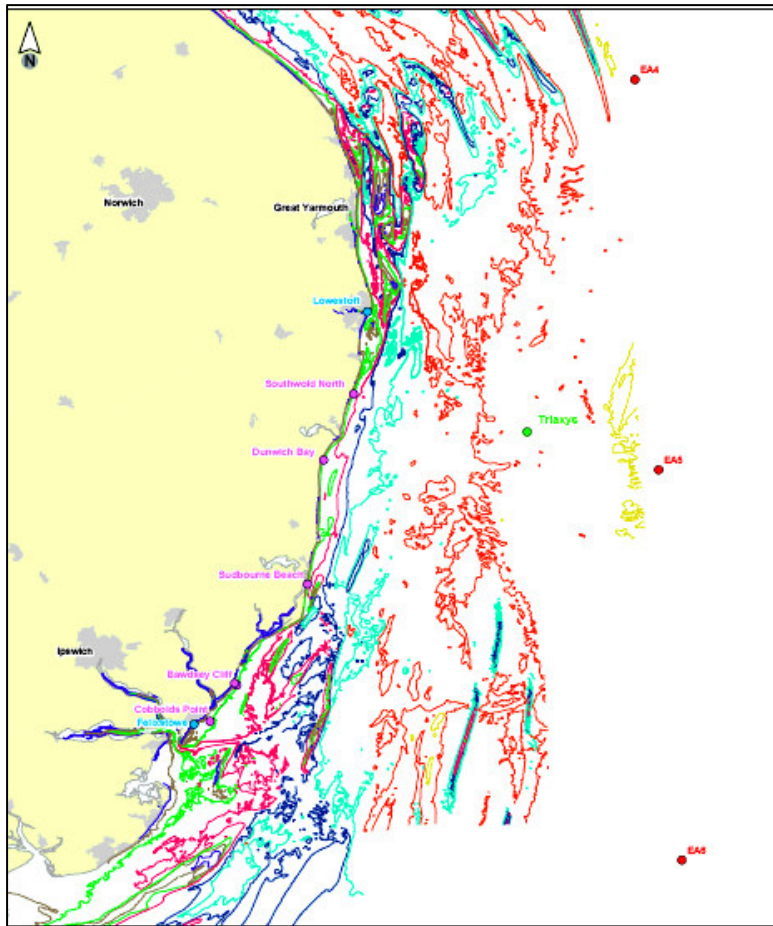 N
EA4
Norwich
Great Yarmouth
Lowestoft
Southwold North
Triaxys
Dunwich Bay
EA5
Sudbourne Beach
Ipswich
Bawdsey Cliff
Cobbolds Point
Felixstowe
EA6